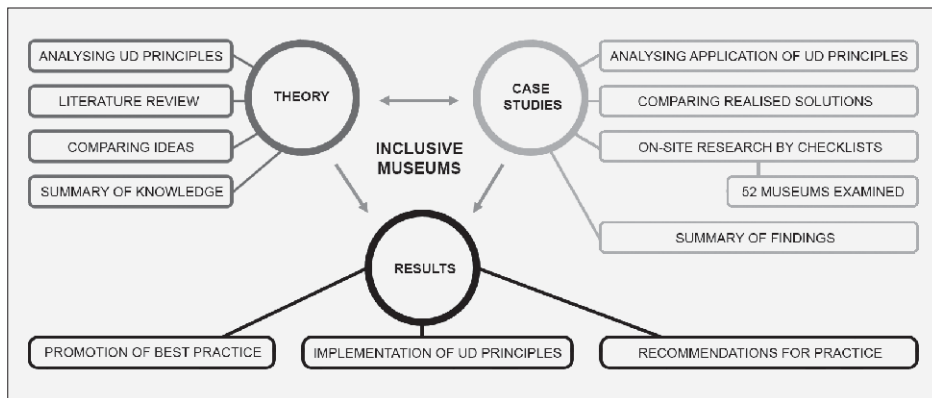 ANALYSING UD PRINCIPLES
LITERATURE REVIEW
COMPARING IDEAS
SUMMARY OF KNOWLEDGE
THEORY
CASE
STUDIES
ANALYSING APPLICATION OF UD PRINCIPLES
COMPARING REALISED SOLUTIONS
ON-SITE RESEARCH BY CHECKLISTS
52 MUSEUMS EXAMINED
SUMMARY OF FINDINGS
INCLUSIVE
MUSEUMS
RESULTS
PROMOTION OF BEST PRACTICE
IMPLEMENTATION OF UD PRINCIPLES
RECOMMENDATIONS FOR PRACTICE